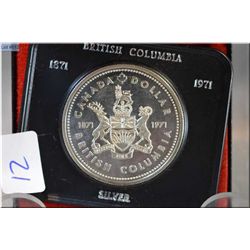 BRITISH COLUMBIA
1871 1971
CANADA DOLLAR
1871 1971
BRITISH COLUMBIA
SILVER
12